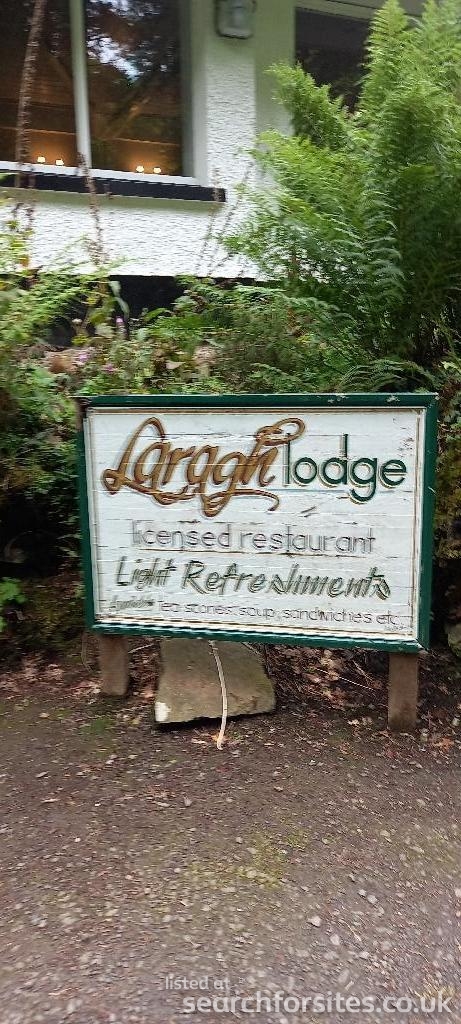 Laragh lodge
licensed restaurant
Light Refreshments
Tea scones soup, sandwiches etc.
listed at
searchforsites.co.uk